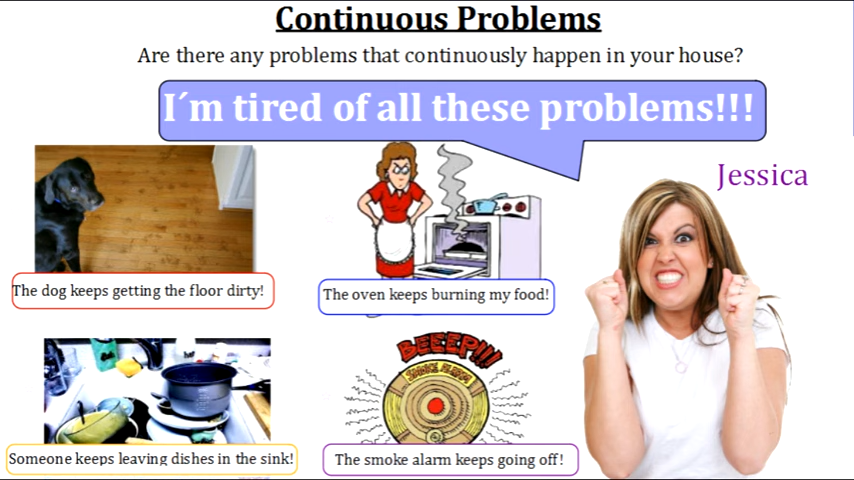 Continuous Problems
Are there any problems that continuously happen in your house?
I´m tired of all these problems!!!
Jessica
The dog keeps getting the floor dirty!
The oven keeps burning my food!
BEEEP!!!
SMOKE ALARM
Someone keeps leaving dishes in the sink!
The smoke alarm keeps going off!